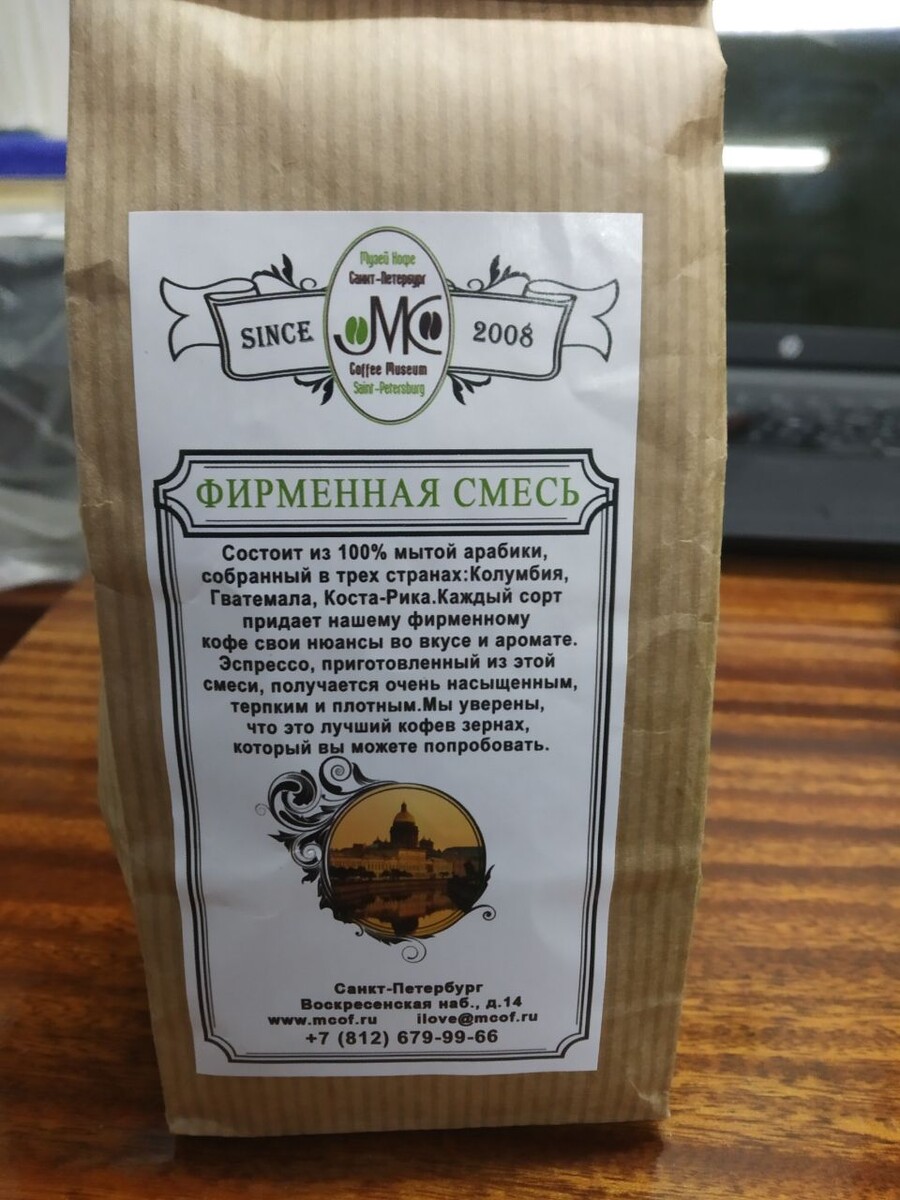 Музей Кофе
Санкт-Петербург
SINCE JMC 2008
Coffee Museum
Saint-Petersburg
ФИРМЕННАЯ СМЕСЬ
Состоит из 100% мытой арабики,
собранный в трех странах:Колумбия,
Гватемала, Коста-Рика.Каждый сорт
придает нашему фирменному
кофе свои нюансы во вкусе и аромате.
Эспрессо, приготовленный из этой
смеси, получается очень насыщенным,
терпким и плотным.Мы уверены,
что это лучший кофев зернах,
который вы можете попробовать.
Санкт-Петербург
Воскресенская наб., д.14
www.mcof.ru ilove@mcof.ru
+7 (812) 679-99-66
hp